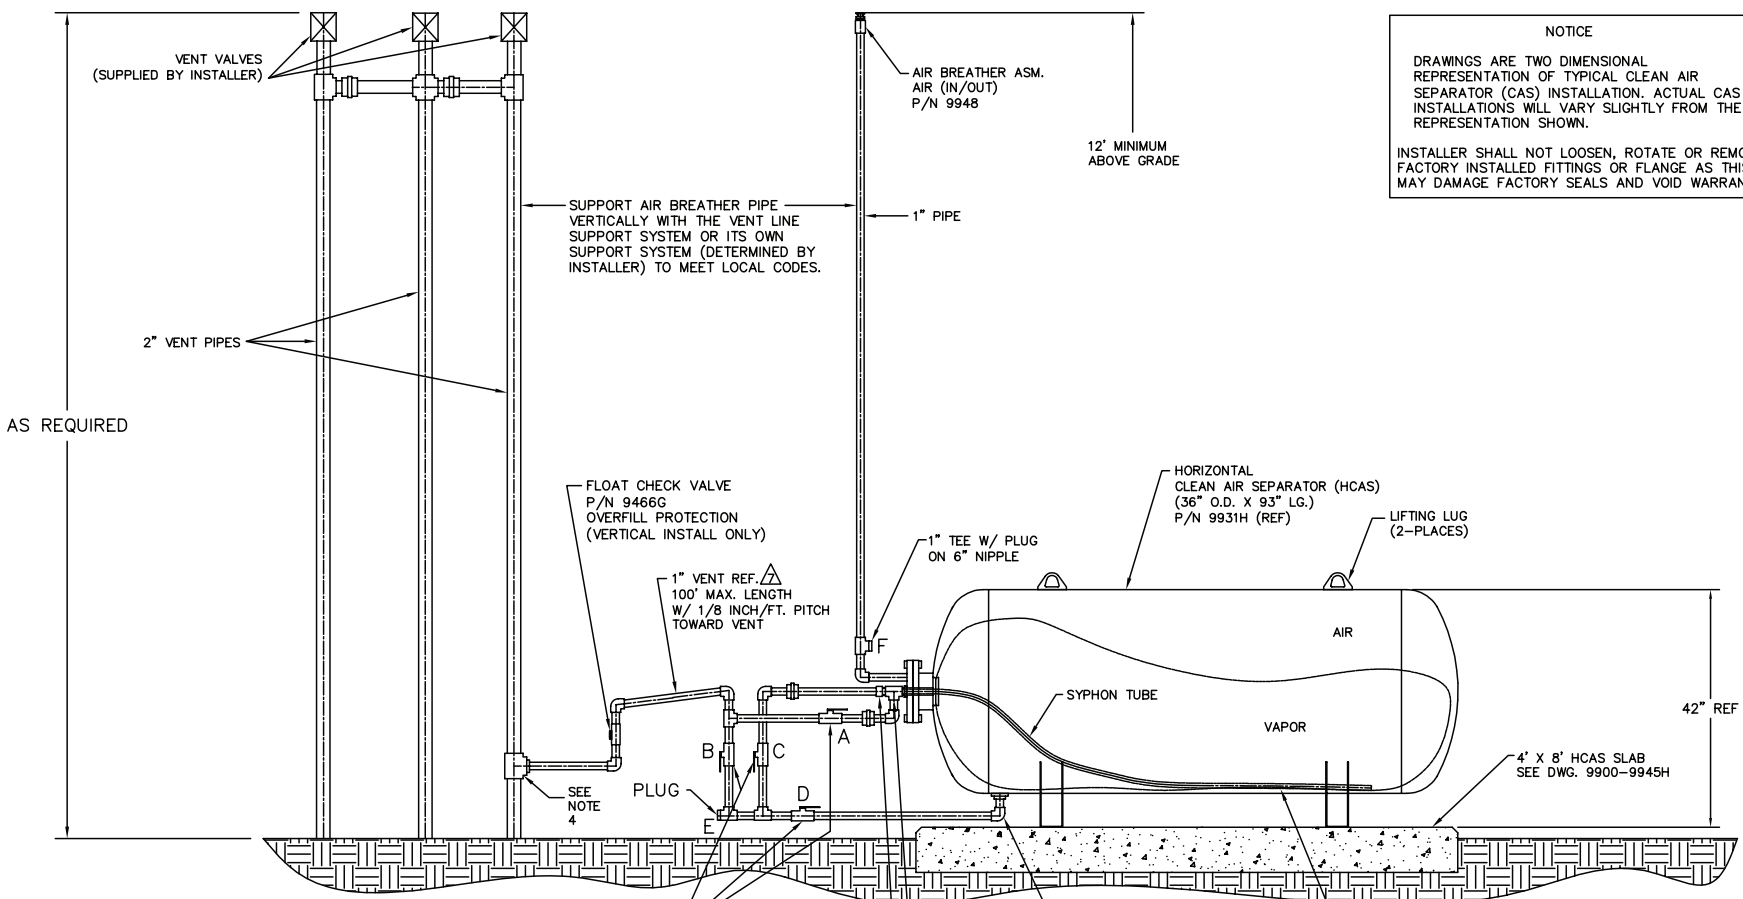 VENT VALVES
(SUPPLIED BY INSTALLER)
AIR BREATHER ASM.
AIR (IN/OUT)
P/N 9948
12' MINIMUM
ABOVE GRADE
NOTICE
DRAWINGS ARE TWO DIMENSIONAL
REPRESENTATION OF TYPICAL CLEAN AIR
SEPARATOR (CAS) INSTALLATION. ACTUAL CAS
INSTALLATIONS WILL VARY SLIGHTLY FROM THE
REPRESENTATION SHOWN.
INSTALLER SHALL NOT LOOSEN, ROTATE OR REMO
FACTORY INSTALLED FITTINGS OR FLANGE AS THIS
MAY DAMAGE FACTORY SEALS AND VOID WARRAN
SUPPORT AIR BREATHER PIPE
VERTICALLY WITH THE VENT LINE
SUPPORT SYSTEM OR ITS OWN
SUPPORT SYSTEM (DETERMINED BY
INSTALLER) TO MEET LOCAL CODES.
1" PIPE
2" VENT PIPES
AS REQUIRED
FLOAT CHECK VALVE
P/N 9466G
OVERFILL PROTECTION
(VERTICAL INSTALL ONLY)
1" VENT REF. 7
100' MAX. LENGTH
W/ 1/8 INCH/FT. PITCH
TOWARD VENT
1" TEE W/ PLUG
ON 6" NIPPLE
HORIZONTAL
CLEAN AIR SEPARATOR (HCAS)
(36" O.D. X 93" LG.)
P/N 9931H (REF)
LIFTING LUG
(2-PLACES)
AIR
F
SYPHON TUBE
VAPOR
42" REF
A
B
C
D
PLUG
E
SEE
NOTE
4
4' X 8' HCAS SLAB
SEE DWG. 9900-9945H